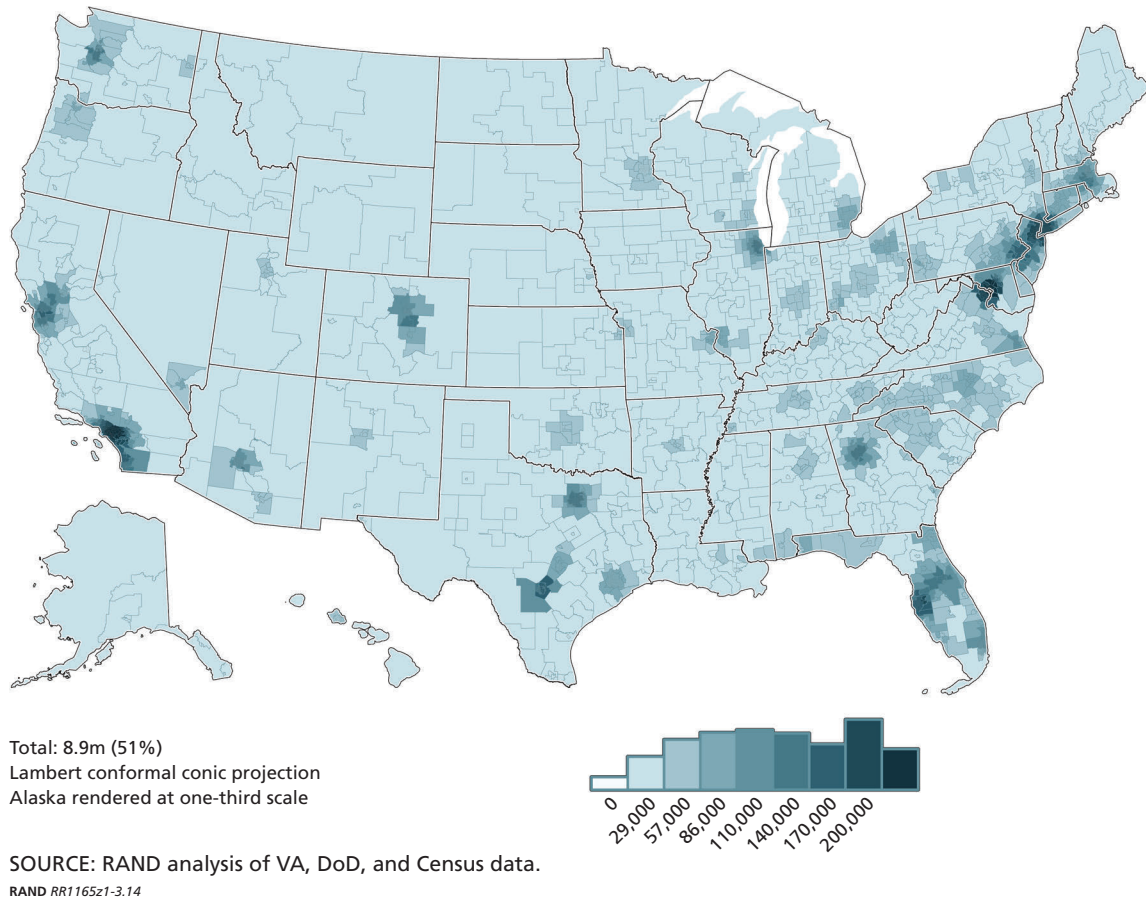 Total: 8.9m (51%)
Lambert conformal conic projection
Alaska rendered at one-third scale
0
29,000
57,000
86,000
110,000
140,000
170,000
200,000
SOURCE: RAND analysis of VA, DoD, and Census data.
RAND RR1165z1-3.14